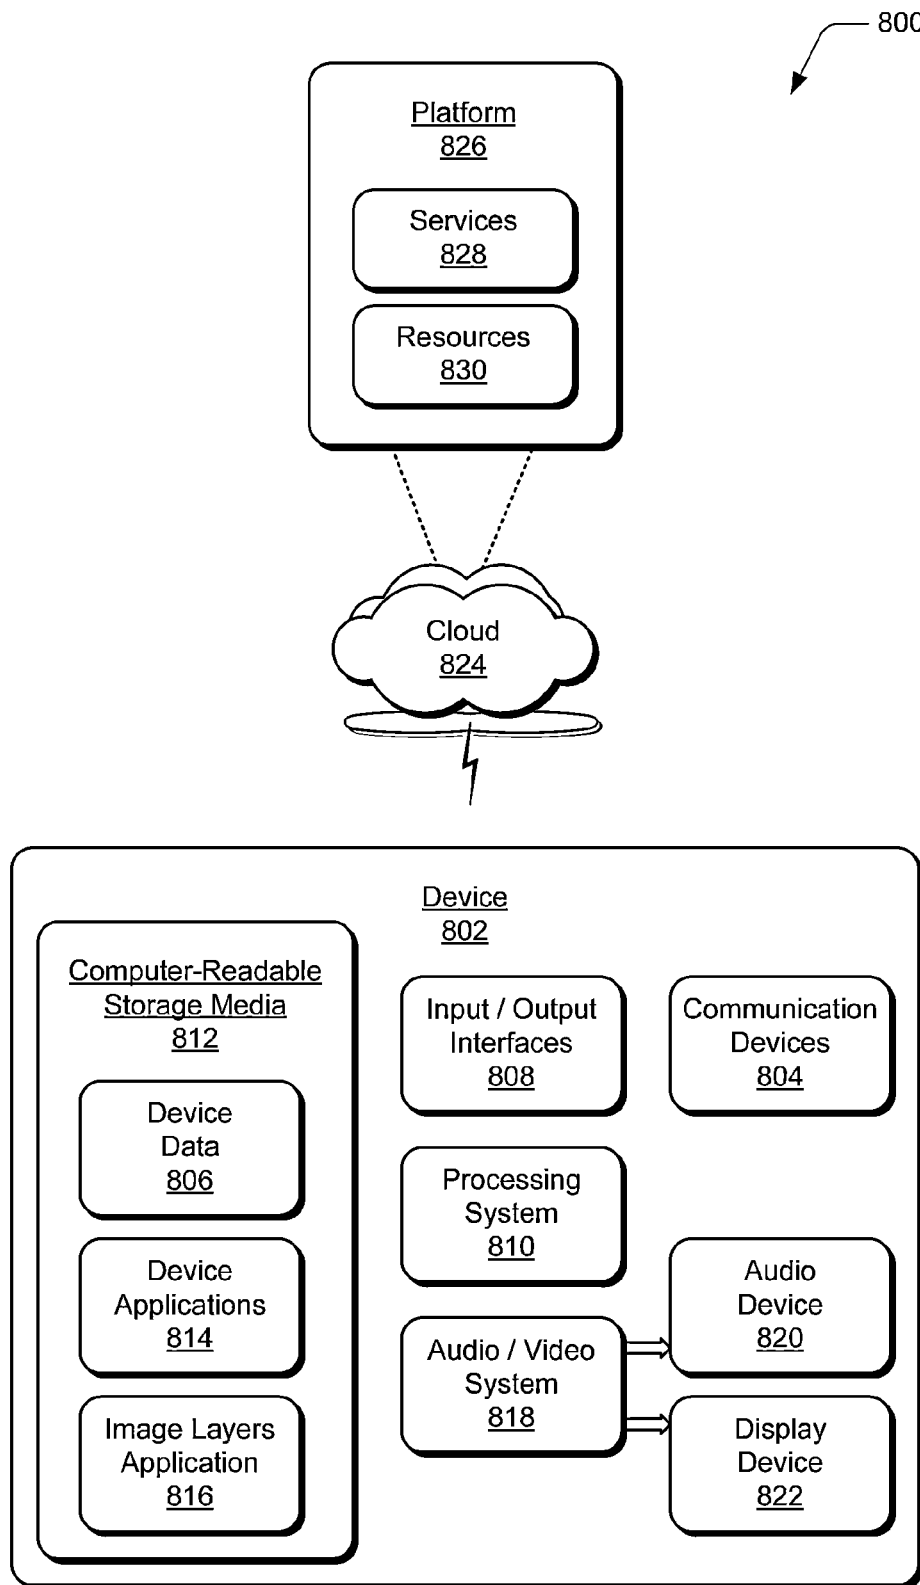 800
Platform
826
Services
828
Resources
830
Cloud
824
Device
802
Computer-Readable
Storage Media
812
Device
Data
806
Device
Applications
814
Image Layers
Application
816
Input / Output
Interfaces
808
Communication
Devices
804
Processing
System
810
Audio / Video
System
818
Audio
Device
820
Display
Device
822